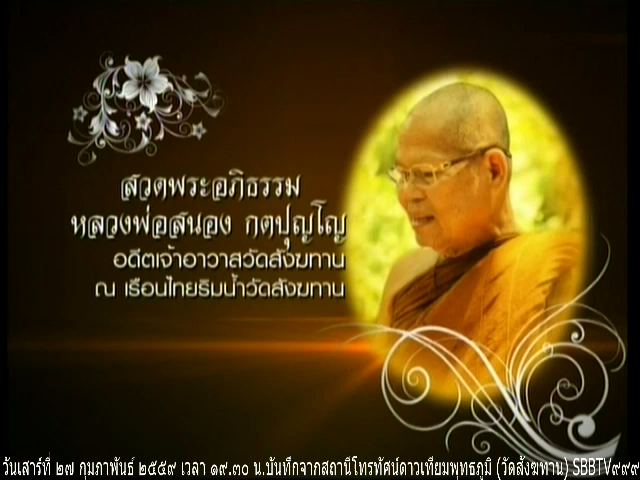 สวดพระอภิธรรม
หลวงพ่อสนอง กตปุญฺโญ
อดีตเจ้าอาวาสวัดสังฆทาน
ณ เรือนไทยริมน้ำวัดสังฆทาน
วันเสาร์ที่ ๒๗ กุมภาพันธ์ ๒๕๕๙ เวลา ๑๙.๓๐ น.บันทึกจากสถานีโทรทัศน์ดาวเทียมพุทธภูมิ (วัดสังฆทาน) SBBTV๙๙๙